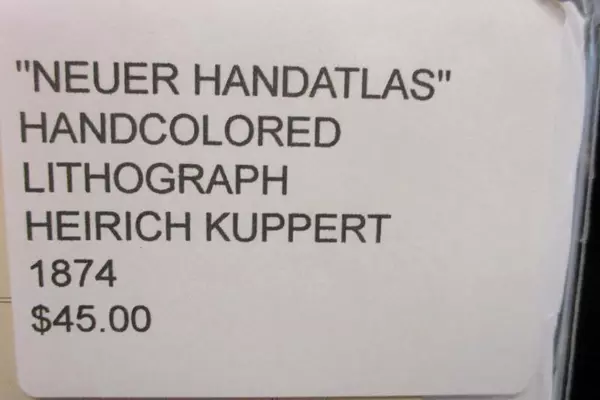 "NEUER HANDATLAS"
HANDCOLORED
LITHOGRAPH
HEIRICH KUPPERT
1874
$45.00